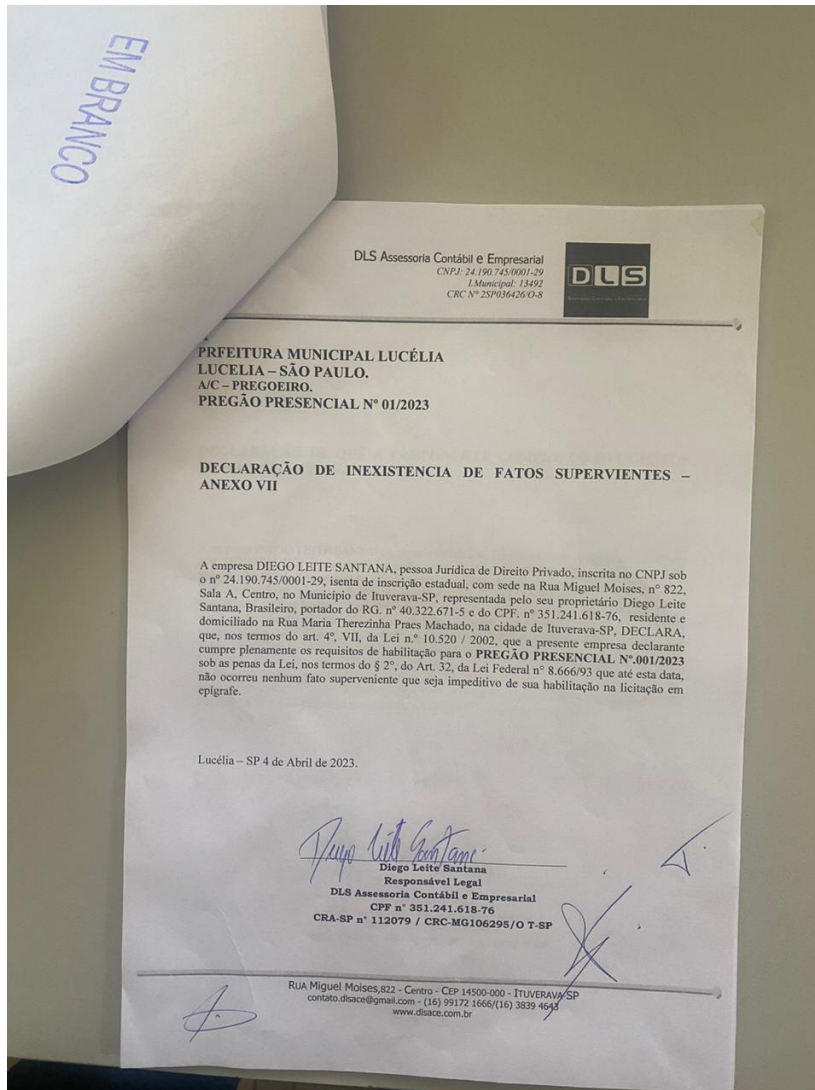 EM BRANCO
DLS Assessoria Contábil e Empresarial
CNPJ: 24.190.745/0001-29
I.Municipal: 13492
CRC Nº 2SP036426/O-8
DLS
PRFEITURA MUNICIPAL LUCÉLIA
LUCELIA – SÃO PAULO.
A/C – PREGOEIRO.
PREGÃO PRESENCIAL Nº 01/2023
DECLARAÇÃO DE INEXISTENCIA DE FATOS SUPERVIENTES –
ANEXO VII
A empresa DIEGO LEITE SANTANA, pessoa Jurídica de Direito Privado, inscrita no CNPJ sob
o nº 24.190.745/0001-29, isenta de inscrição estadual, com sede na Rua Miguel Moises, n° 822,
Sala A, Centro, no Município de Ituverava-SP, representada pelo seu proprietário Diego Leite
Santana, Brasileiro, portador do RG. nº 40.322.671-5 e do CPF. n° 351.241.618-76, residente e
domiciliado na Rua Maria Therezinha Praes Machado, na cidade de Ituverava-SP, DECLARA,
que, nos termos do art. 4º, VII, da Lei n.º 10.520 / 2002, que a presente empresa declarante
cumpre plenamente os requisitos de habilitação para o PREGÃO PRESENCIAL Nº.001/2023
sob as penas da Lei, nos termos do § 2°, do Art. 32, da Lei Federal n° 8.666/93 que até esta data,
não ocorreu nenhum fato superveniente que seja impeditivo de sua habilitação na licitação em
epígrafe.
Lucélia – SP 4 de Abril de 2023.
Diego Leite Santana
Diego Leite Santana
Responsável Legal
DLS Assessoria Contábil e Empresarial
CPF n° 351.241.618-76
CRA-SP n° 112079 / CRC-MG106295/O T-SP
RUA Miguel Moises,822 - Centro - CEP 14500-000 - ITUVERAVA-SP
contato.dlsace@gmail.com - (16) 99172 1666/(16) 3839 4643
www.dlsace.com.br